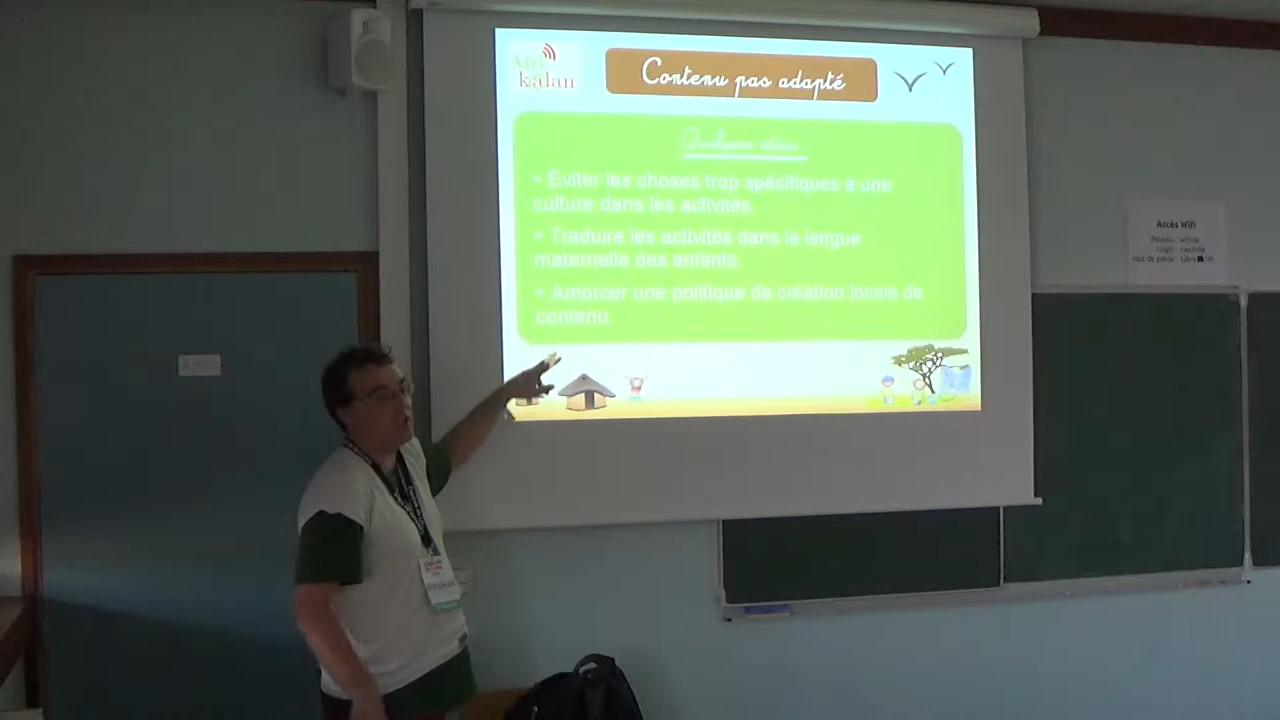 kalan
Contenu pas adapté
Quelques idées
• Eviter les choses trop spécifiques à une
culture dans les activités.
• Traduire les activités dans la langue
maternelle des enfants.
• Amorcer une politique de création locale de
contenu.
Accès Wifi